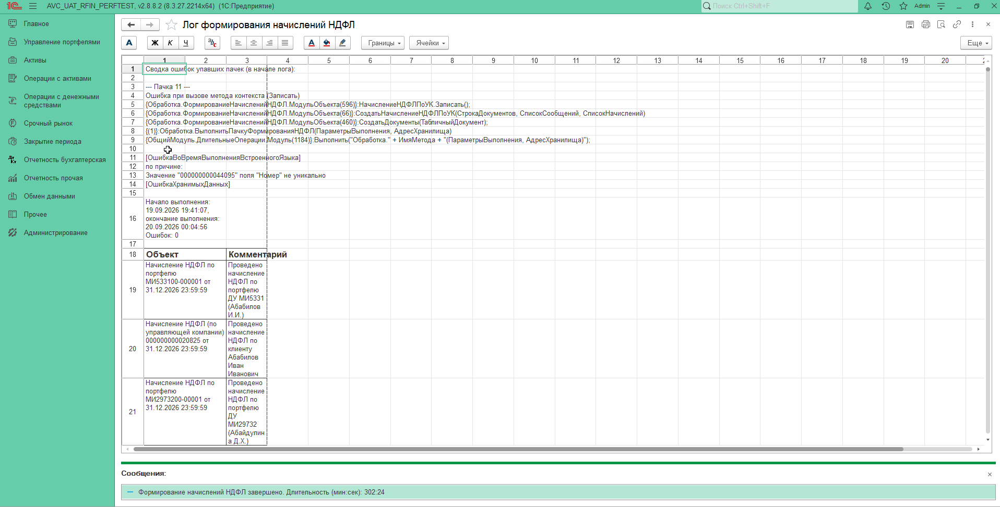 AVC_UAT_RFIN_PERFTEST, v2.8.8.2 (8.3.27.2214x64) (1С:Предприятие)
Поиск Ctrl+Shift+F
Admin
Главное
Управление портфелями
Активы
Операции с активами
Операции с денежными
средствами
Срочный рынок
Закрытие периода
Отчетность бухгалтерская
Отчетность прочая
Обмен данными
Прочее
Администрирование
Лог формирования начислений НДФЛ
А Ж К Ч Границы Ячейки Еще
1 2 3 4 5 6 7 8 9 10 11 12 13 14 15 16 17 18 19 20
1 Сводка ошибок упавших пачек (в начале лога):
2
3 --- Пачка 11 ---
4 Ошибка при вызове метода контекста (Записать)
5 {Обработка.ФормированиеНачисленийНДФЛ.МодульОбъекта(596)}:НачислениеНДФЛПоУК.Записать();
6 {Обработка.ФормированиеНачисленийНДФЛ.МодульОбъекта(66)}:СоздатьНачислениеНДФЛПоУК(СтрокаДокументов, СписокСообщений, СписокНачислений)
7 {Обработка.ФормированиеНачисленийНДФЛ.МодульОбъекта(460)}:СоздатьДокументы(ТабличныйДокумент);
8 {(1)}:Обработка.ВыполнитьПачкуФормированияНДФЛ(ПараметрыВыполнения, АдресХранилища)
9 {ОбщийМодуль.ДлительныеОперации.Модуль(1184)}:Выполнить("Обработка." + ИмяМетода + "(ПараметрыВыполнения, АдресХранилища)");
10
11 [ОшибкаВоВремяВыполненияВстроенногоЯзыка]
12 по причине:
13 Значение "000000000044095" поля "Номер" не уникально
14 [ОшибкаХранимыхДанных]
15
16
Начало выполнения:
19.09.2026 19:41:07,
окончание выполнения:
20.09.2026 00:04:56
Ошибок: 0
17
18 Объект Комментарий
19
Начисление НДФЛ по
портфелю
МИ533100-000001 от
31.12.2026 23:59:59
Проведено
начисление
НДФЛ по
портфелю
ДУ МИ5331
(Абабилов
И.И.)
20
Начисление НДФЛ (по
управляющей компании)
000000000020825 от
31.12.2026 23:59:59
Проведено
начисление
НДФЛ по
клиенту
Абабилов
Иван
Иванович
21
Начисление НДФЛ по
портфелю
МИ2973200-00001 от
31.12.2026 23:59:59
Проведено
начисление
НДФЛ по
портфелю
ДУ
МИ29732
(Абайдулин
а Д.Х.)
Сообщения:
Формирование начислений НДФЛ завершено. Длительность (мин:сек): 302:24